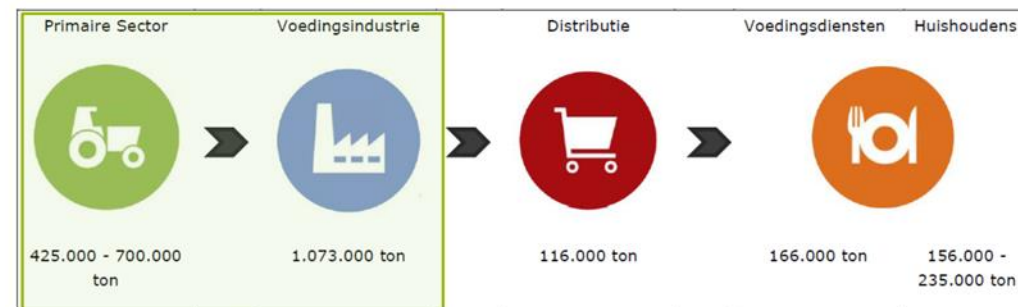 Primaire Sector
Voedingsindustrie
Distributie
Voedingsdiensten
Huishoudens
425.000 - 700.000
ton
1.073.000 ton
116.000 ton
166.000 ton
156.000 -
235.000 ton